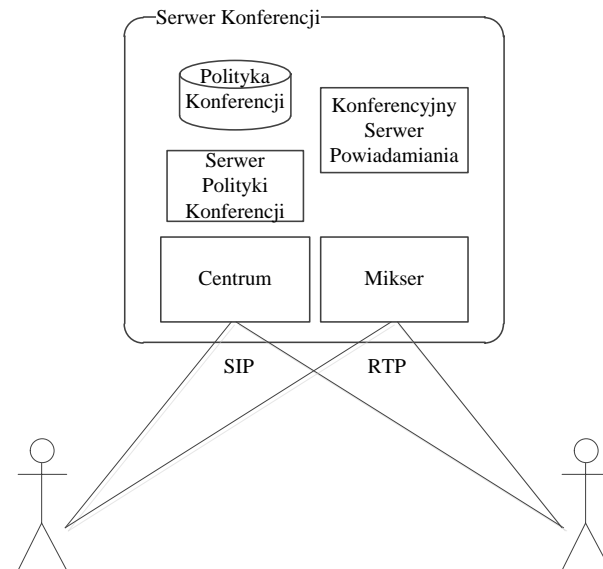 Serwer Konferencji
Polityka
Konferencji
Konferencyjny
Serwer
Powiadamiania
Serwer
Polityki
Konferencji
Centrum
Mikser
SIP
RTP